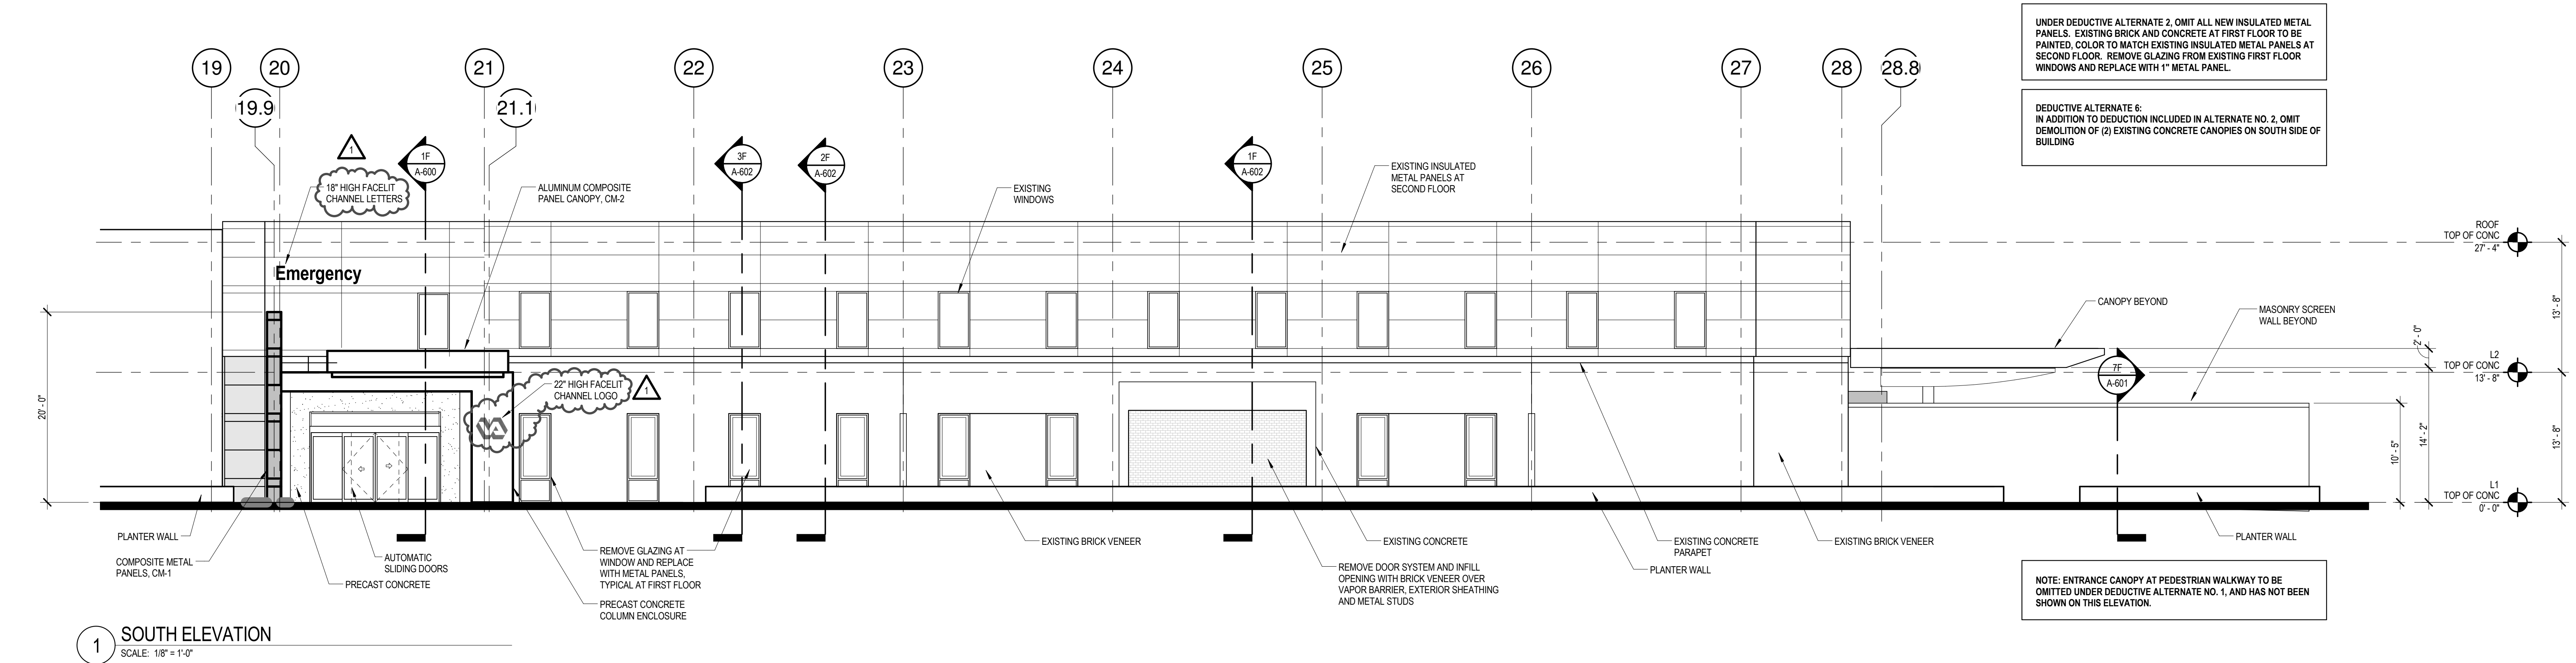 UNDER DEDUCTIVE ALTERNATE 2, OMIT ALL NEW INSULATED METAL
PANELS. EXISTING BRICK AND CONCRETE AT FIRST FLOOR TO BE
PAINTED, COLOR TO MATCH EXISTING INSULATED METAL PANELS AT
SECOND FLOOR. REMOVE GLAZING FROM EXISTING FIRST FLOOR
WINDOWS AND REPLACE WITH 1" METAL PANEL.
DEDUCTIVE ALTERNATE 6:
IN ADDITION TO DEDUCTION INCLUDED IN ALTERNATE NO. 2, OMIT
DEMOLITION OF (2) EXISTING CONCRETE CANOPIES ON SOUTH SIDE OF
BUILDING
19
20
21
22
23
24
25
26
27
28
28.8
19.9
21.1
1
1F
A-600
3F
A-602
2F
A-602
1F
A-602
18" HIGH FACELIT
CHANNEL LETTERS
ALUMINUM COMPOSITE
PANEL CANOPY, CM-2
EXISTING
WINDOWS
EXISTING INSULATED
METAL PANELS AT
SECOND FLOOR
Emergency
ROOF
TOP OF CONC
27' - 4"
CANOPY BEYOND
MASONRY SCREEN
WALL BEYOND
13' - 8"
2' - 0"
L2
TOP OF CONC
13' - 8"
7F
A-601
22" HIGH FACELIT
CHANNEL LOGO
1
VA
20' - 0"
10' - 5"
14' - 2"
13' - 8"
L1
TOP OF CONC
0' - 0"
PLANTER WALL
COMPOSITE METAL
PANELS, CM-1
AUTOMATIC
SLIDING DOORS
PRECAST CONCRETE
REMOVE GLAZING AT
WINDOW AND REPLACE
WITH METAL PANELS,
TYPICAL AT FIRST FLOOR
PRECAST CONCRETE
COLUMN ENCLOSURE
EXISTING BRICK VENEER
EXISTING CONCRETE
REMOVE DOOR SYSTEM AND INFILL
OPENING WITH BRICK VENEER OVER
VAPOR BARRIER, EXTERIOR SHEATHING
AND METAL STUDS
EXISTING CONCRETE
PARAPET
PLANTER WALL
EXISTING BRICK VENEER
PLANTER WALL
NOTE: ENTRANCE CANOPY AT PEDESTRIAN WALKWAY TO BE
OMITTED UNDER DEDUCTIVE ALTERNATE NO. 1, AND HAS NOT BEEN
SHOWN ON THIS ELEVATION.
1
SOUTH ELEVATION
SCALE: 1/8" = 1'-0"